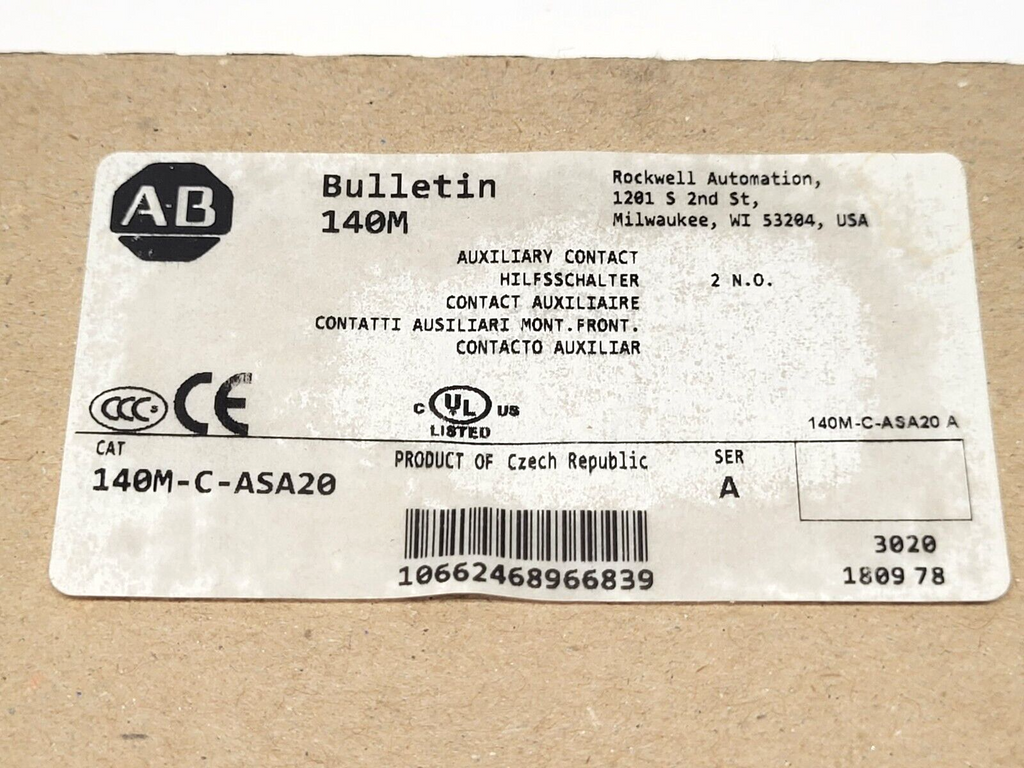 AB
Bulletin
140M
Rockwell Automation,
1201 S 2nd St,
Milwaukee, WI 53204, USA
AUXILIARY CONTACT
HILFSSCHALTER 2 N.O.
CONTACT AUXILIAIRE
CONTATTI AUSILIARI MONT.FRONT.
CONTACTO AUXILIAR
CCC CE
C UL US
LISTED
140M-C-ASA20 A
CAT
140M-C-ASA20
PRODUCT OF Czech Republic
SER
A
10662468966839
3020
1809 78